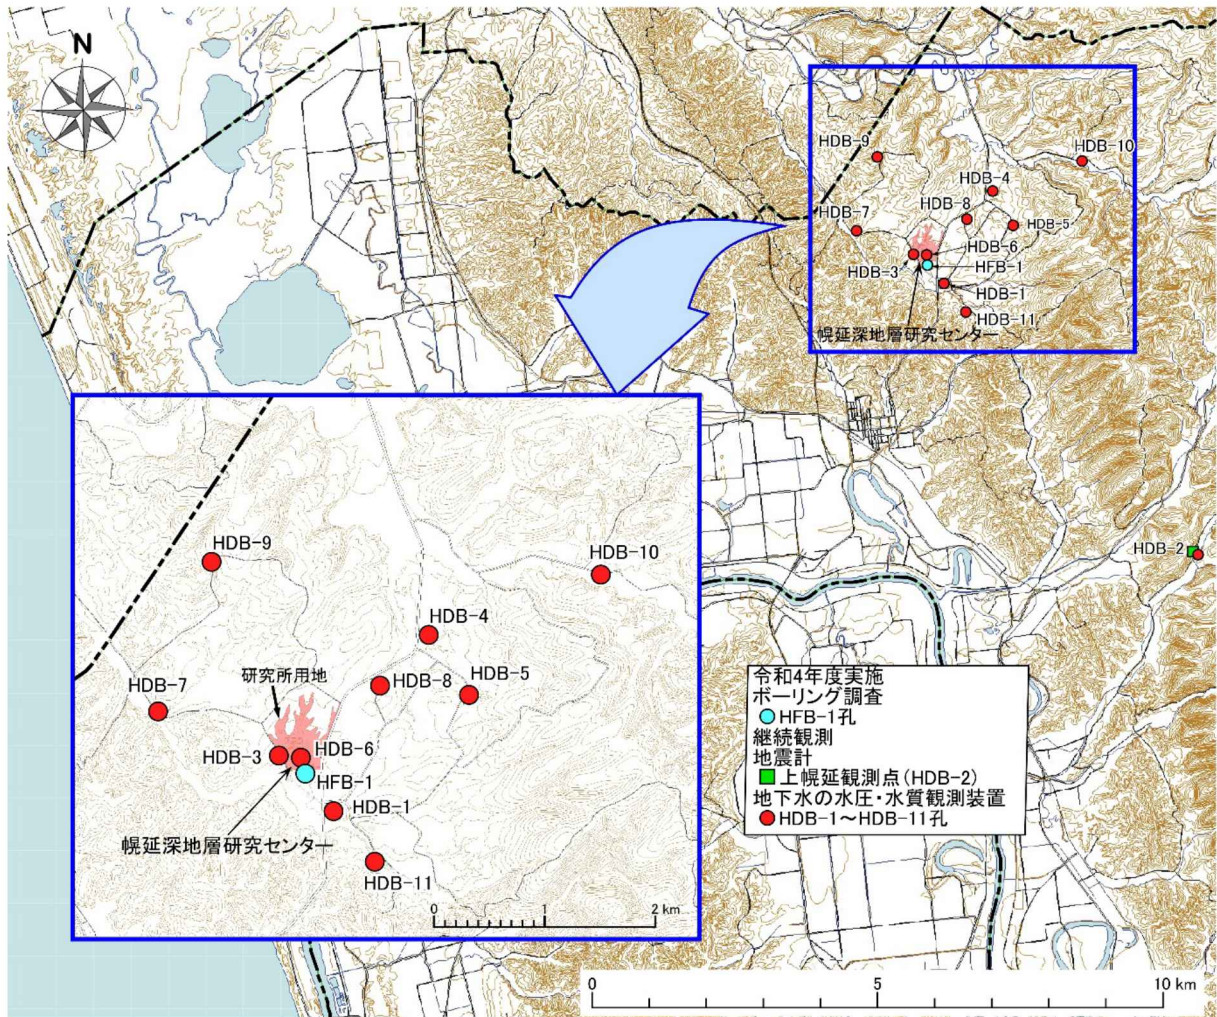 N
HDB-9
HDB-10
HDB-4
HDB-8
HDB-7
HDB-5
HDB-6
HDB-3
HFB-1
HDB-1
HDB-11
幌延深地層研究センター
HDB-9
HDB-10
HDB-4
HDB-8
HDB-5
研究所用地
HDB-7
HDB-3
HDB-6
HFB-1
HDB-1
幌延深地層研究センター
HDB-11
0 1 2 km
HDB-2
令和4年度実施
ボーリング調査
HFB-1孔
継続観測
地震計
上幌延観測点(HDB-2)
地下水の水圧・水質観測装置
HDB-1～HDB-11孔
0 5 10 km